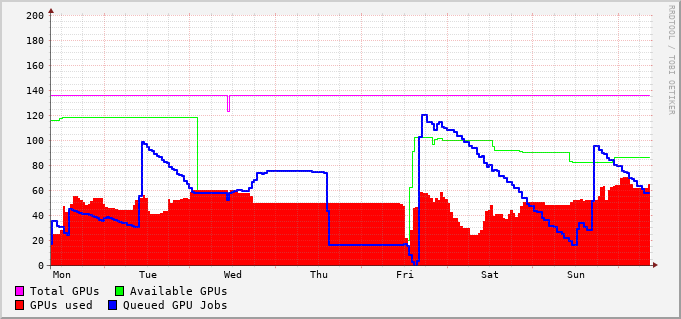 200
180
160
140
120
100
80
60
40
20
0
Mon Tue Wed Thu Fri Sat Sun
Total GPUs Available GPUs
GPUs used Queued GPU Jobs
RRDTOOL / TOBI OETIKER